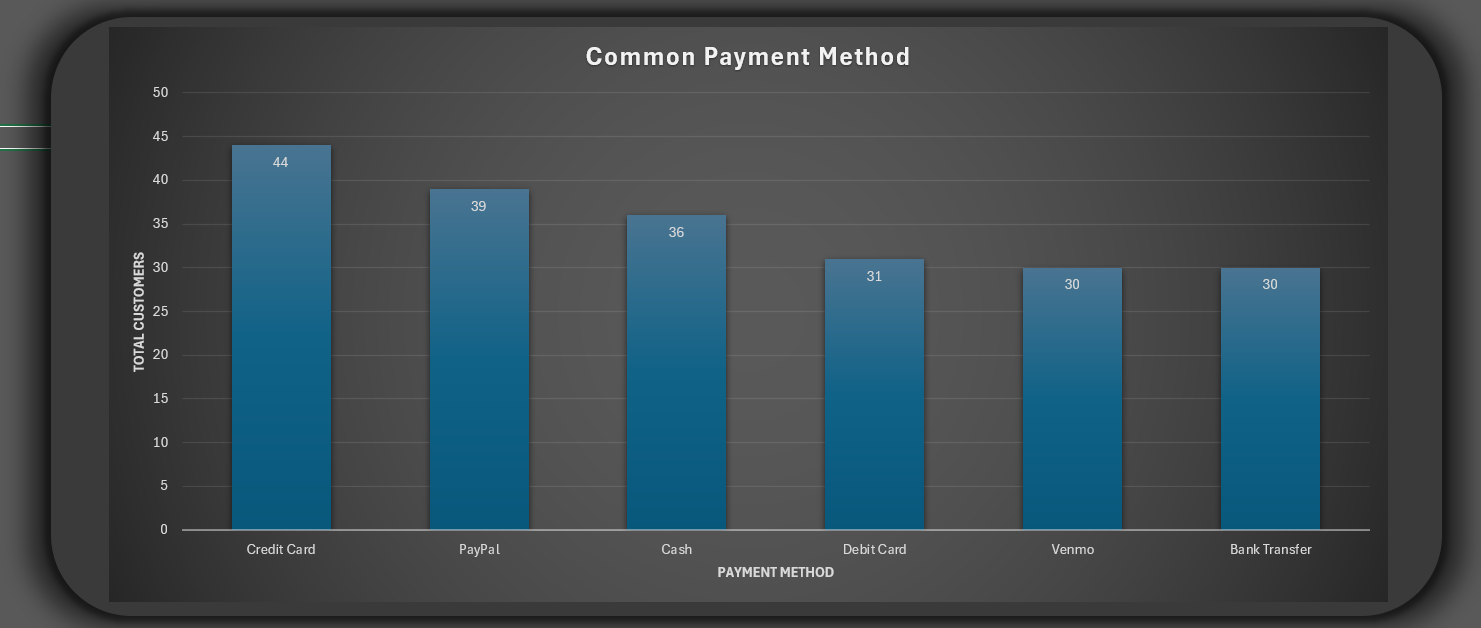 Common Payment Method
50
45
40
35
30
25
20
15
10
5
0
TOTAL CUSTOMERS
44
39
36
31
30
30
Credit Card
PayPal
Cash
Debit Card
Venmo
Bank Transfer
PAYMENT METHOD